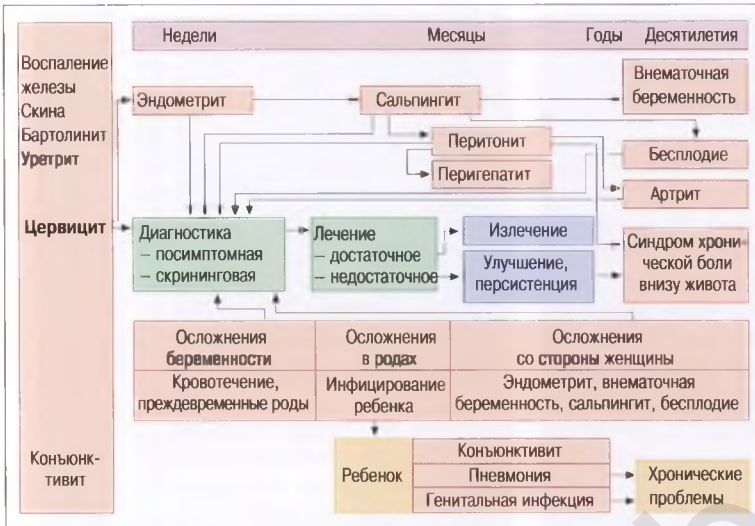 Недели
Месяцы
Годы
Десятилетия
Воспаление
железы
Скина
Бартолинит
Уретрит
Цервицит
Конъюнк-
тивит
Эндометрит
Сальпингит
Внематочная
беременность
Перитонит
Перигепатит
Бесплодие
Артрит
Диагностика
– посимптомная
– скрининговая
Лечение
– достаточное
– недостаточное
Излечение
Улучшение,
персистенция
Синдром хрони
ческой боли
внизу живота
Осложнения
беременности
Кровотечение,
преждевременные роды
Осложнения
в родах
Инфицирование
ребенка
Осложнения
со стороны женщины
Эндометрит, внематочная
беременность, сальпингит, бесплодие
Ребенок
Конъюнктивит
Пневмония
Генитальная инфекция
Хронические
проблемы